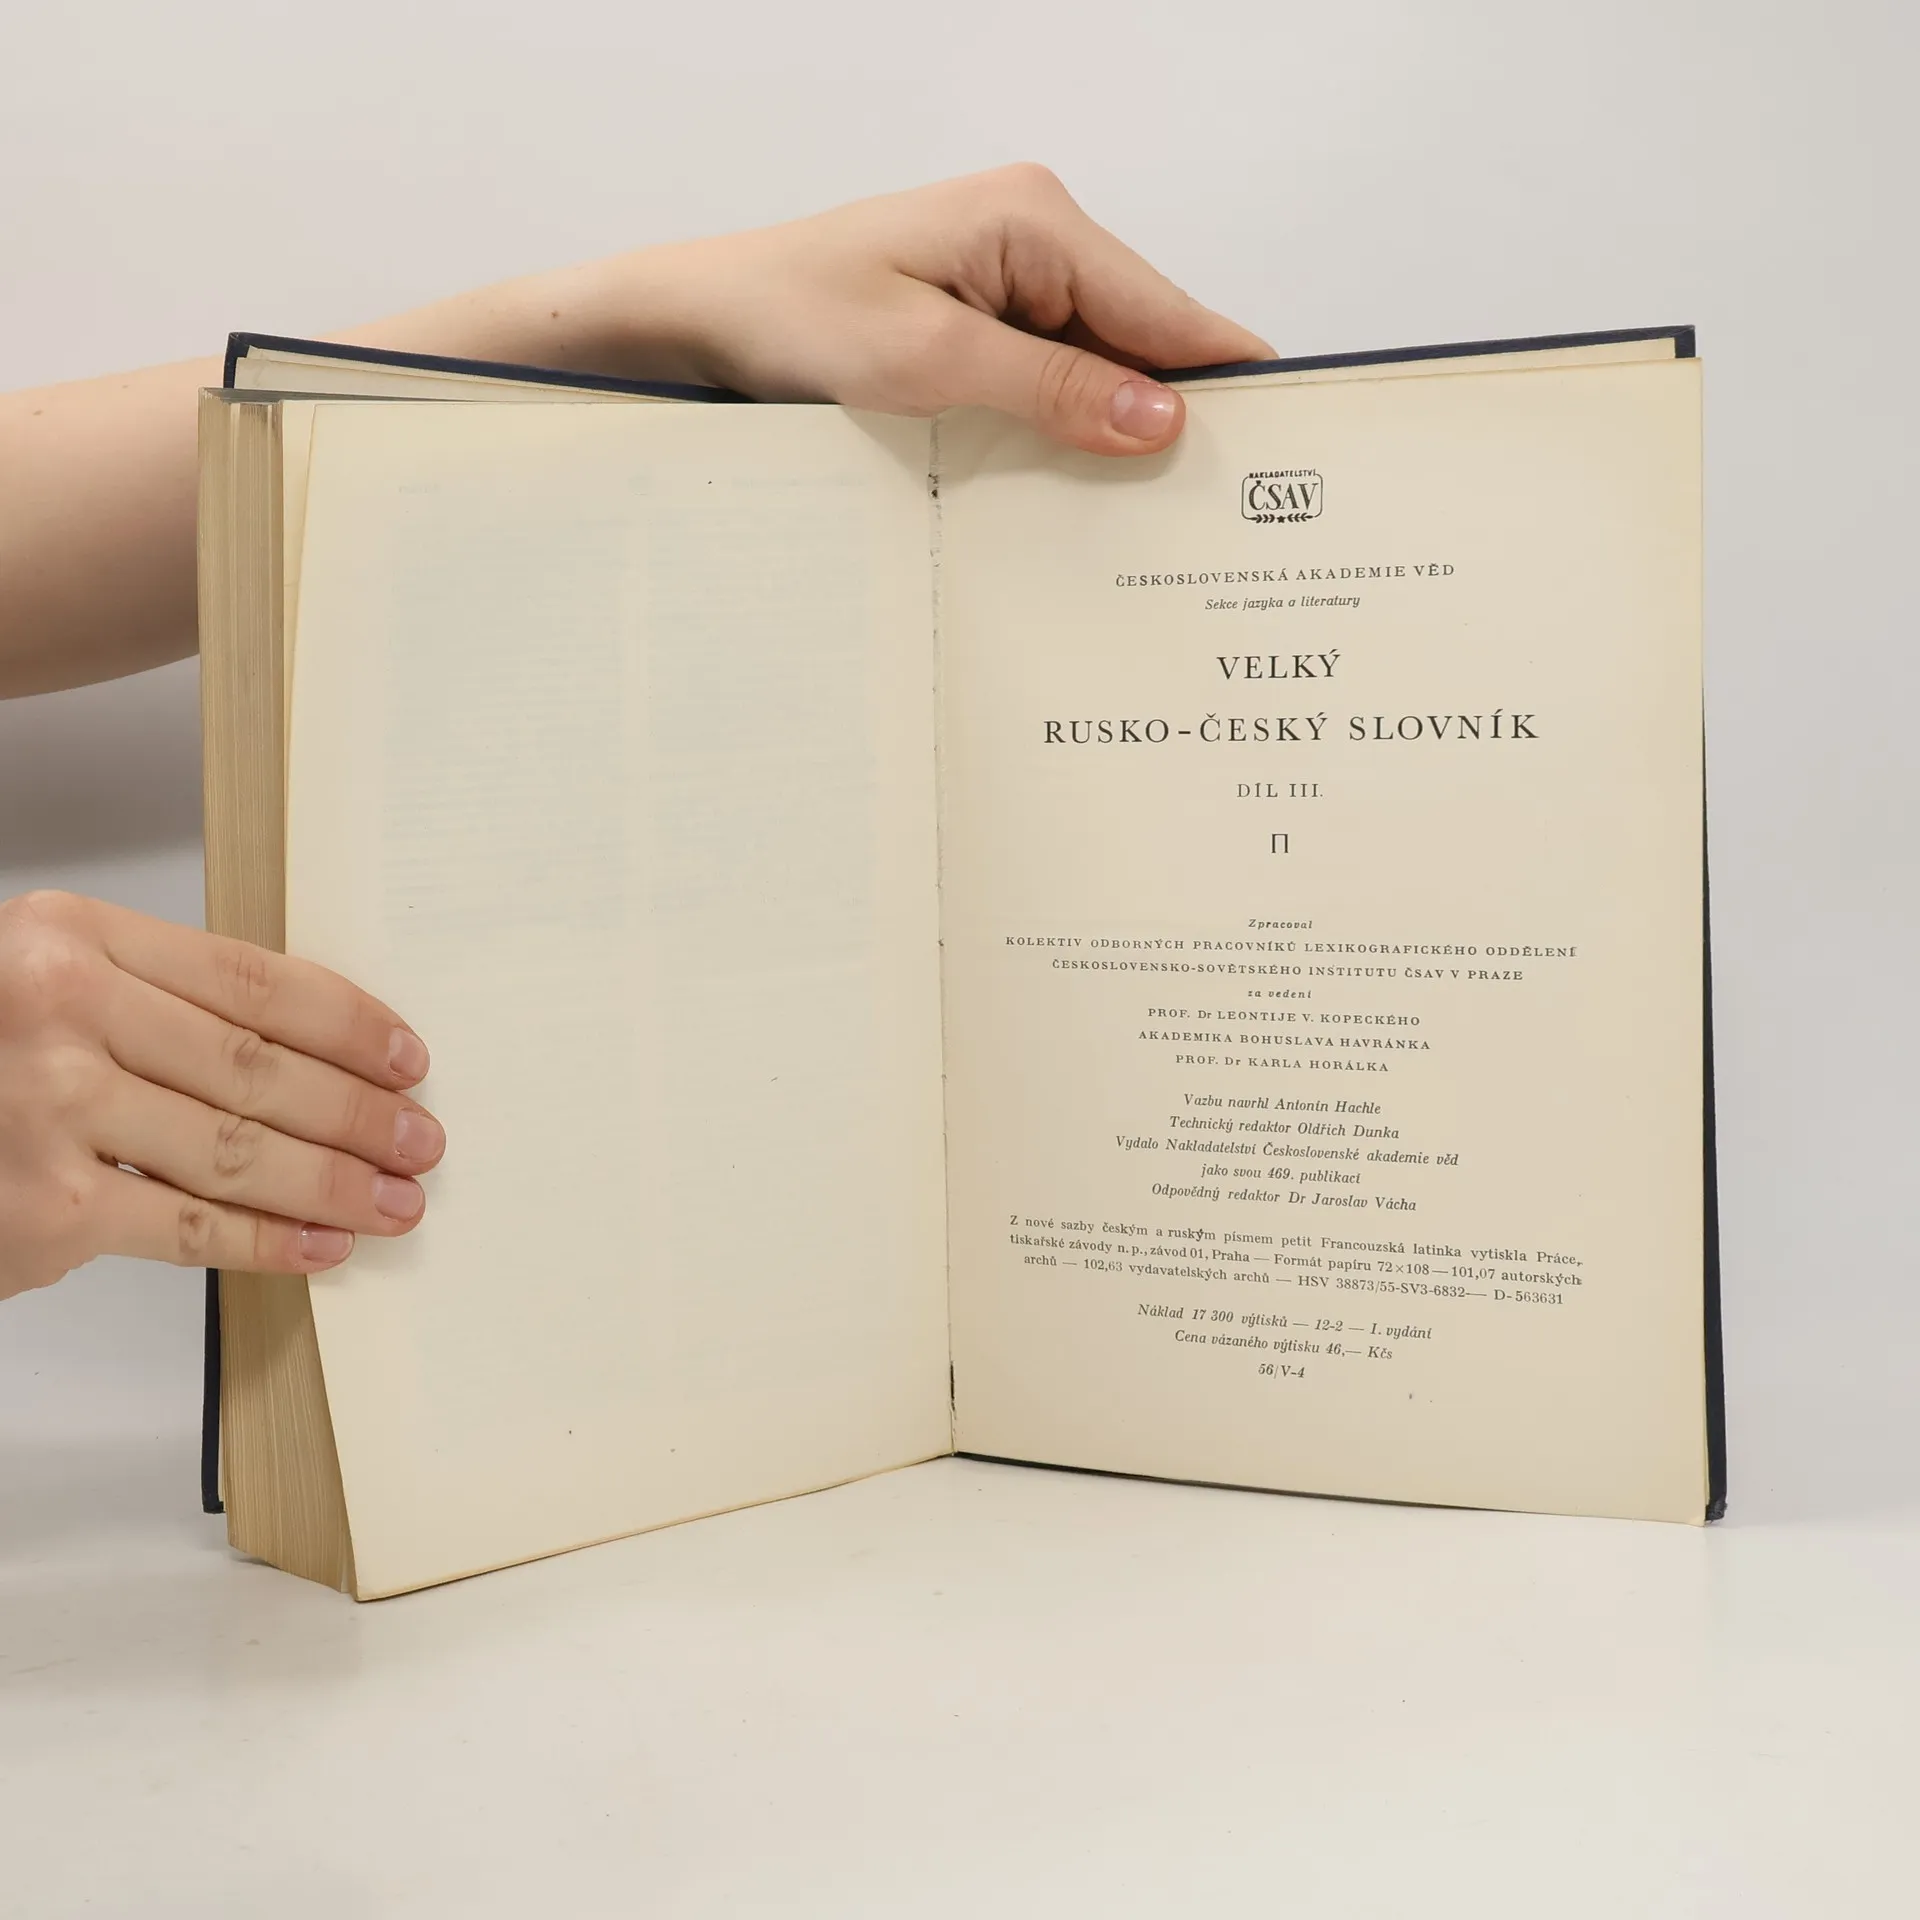 NAKLADATELSTVÍ
ČSAV
ČESKOSLOVENSKÁ AKADEMIE VĚD
Sekce jazyka a literatury
VELKÝ
RUSKO-ČESKÝ SLOVNÍK
DÍL III.
П
Zpracoval
KOLEKTIV ODBORNÝCH PRACOVNÍKŮ LEXIKOGRAFICKÉHO ODDĚLENÍ
ČESKOSLOVENSKO-SOVĚTSKÉHO INSTITUTU ČSAV V PRAZE
za vedení
PROF. Dr LEONTIJE V. KOPECKÉHO
AKADEMIKA BOHUSLAVA HAVRÁNKA
PROF. Dr KARLA HORÁLKA
Vazbu navrhl Antonín Hachle
Technický redaktor Oldřich Dunka
Vydalo Nakladatelství Československé akademie věd
jako svou 469. publikaci
Odpovědný redaktor Dr Jaroslav Vácha
Z nové sazby českým a ruským písmem petit Francouzská latinka vytiskla Práce,
tiskařské závody n. p., závod 01, Praha — Formát papíru 72×108 — 101,07 autorských
archů — 102,63 vydavatelských archů — HSV 38873/55-SV3-6832 — D-563631
Náklad 17 300 výtisků — 12-2 — I. vydání
Cena vázaného výtisku 46,— Kčs
56/V-4